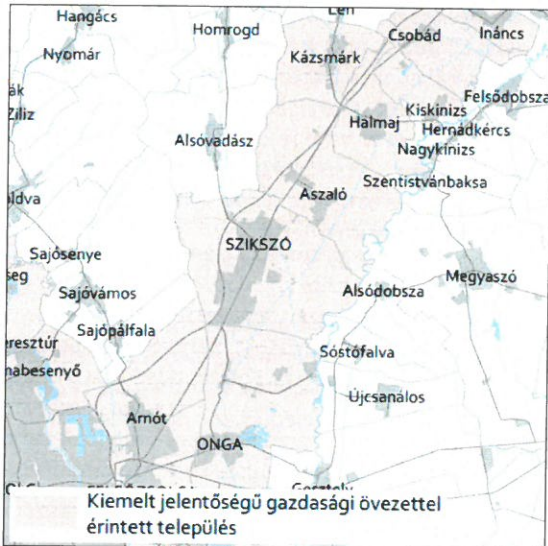 Hangács
Homrogd
Csobád
Ináncs
Nyomár
Kázsmárk
Felsődobsza
Ziliz
Halmaj
Kiskinizs
Hernádkércs
Nagykinizs
Alsóvadász
Szentistvánbaksa
Aszaló
SZIKSZÓ
Sajósenye
Megyaszó
Sajóvámos
Alsódobsza
Sajópálfala
Sóstófalva
Újcsanálos
Arnót
ONGA
Kiemelt jelentőségű gazdasági övezettel
érintett település